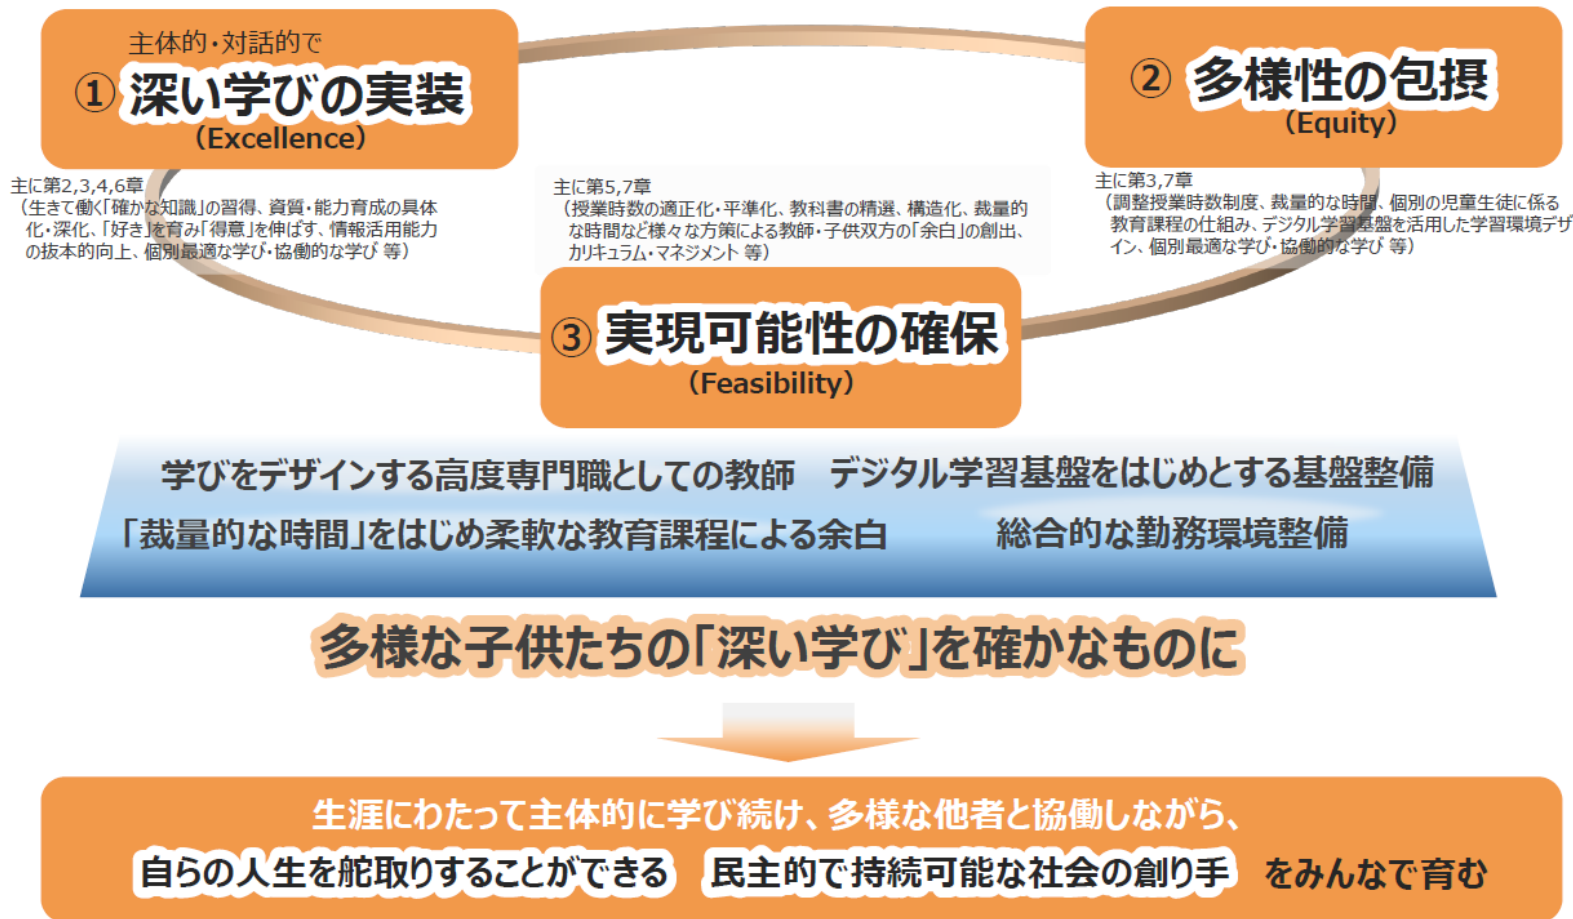 主体的・対話的で
① 深い学びの実装
（Excellence）
② 多様性の包摂
（Equity）
主に第2,3,4,6章
（生きて働く「確かな知識」の習得、資質・能力育成の具体
化・深化、「好き」を育み「得意」を伸ばす、情報活用能力
の抜本的向上、個別最適な学び・協働的な学び 等）
主に第5,7章
（授業時数の適正化・平準化、教科書の精選、構造化、裁量的
な時間など様々な方策による教師・子供双方の「余白」の創出、
カリキュラム・マネジメント 等）
主に第3,7章
（調整授業時数制度、裁量的な時間、個別の児童生徒に係る
教育課程の仕組み、デジタル学習基盤を活用した学習環境デザ
イン、個別最適な学び・協働的な学び 等）
③ 実現可能性の確保
（Feasibility）
学びをデザインする高度専門職としての教師 デジタル学習基盤をはじめとする基盤整備
「裁量的な時間」をはじめ柔軟な教育課程による余白 総合的な勤務環境整備
多様な子供たちの「深い学び」を確かなものに
生涯にわたって主体的に学び続け、多様な他者と協働しながら、
自らの人生を舵取りすることができる 民主的で持続可能な社会の創り手 をみんなで育む